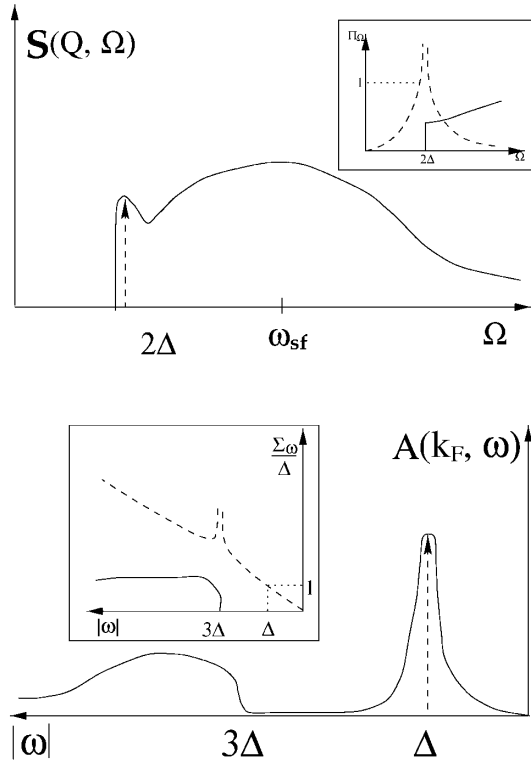 S(Q, Ω)
Π_Ω
1
2Δ
Ω
2Δ
ω_sf
Ω
Σ_ω
Δ
1
|ω|
3Δ
Δ
A(k_F, ω)
|ω|
3Δ
Δ